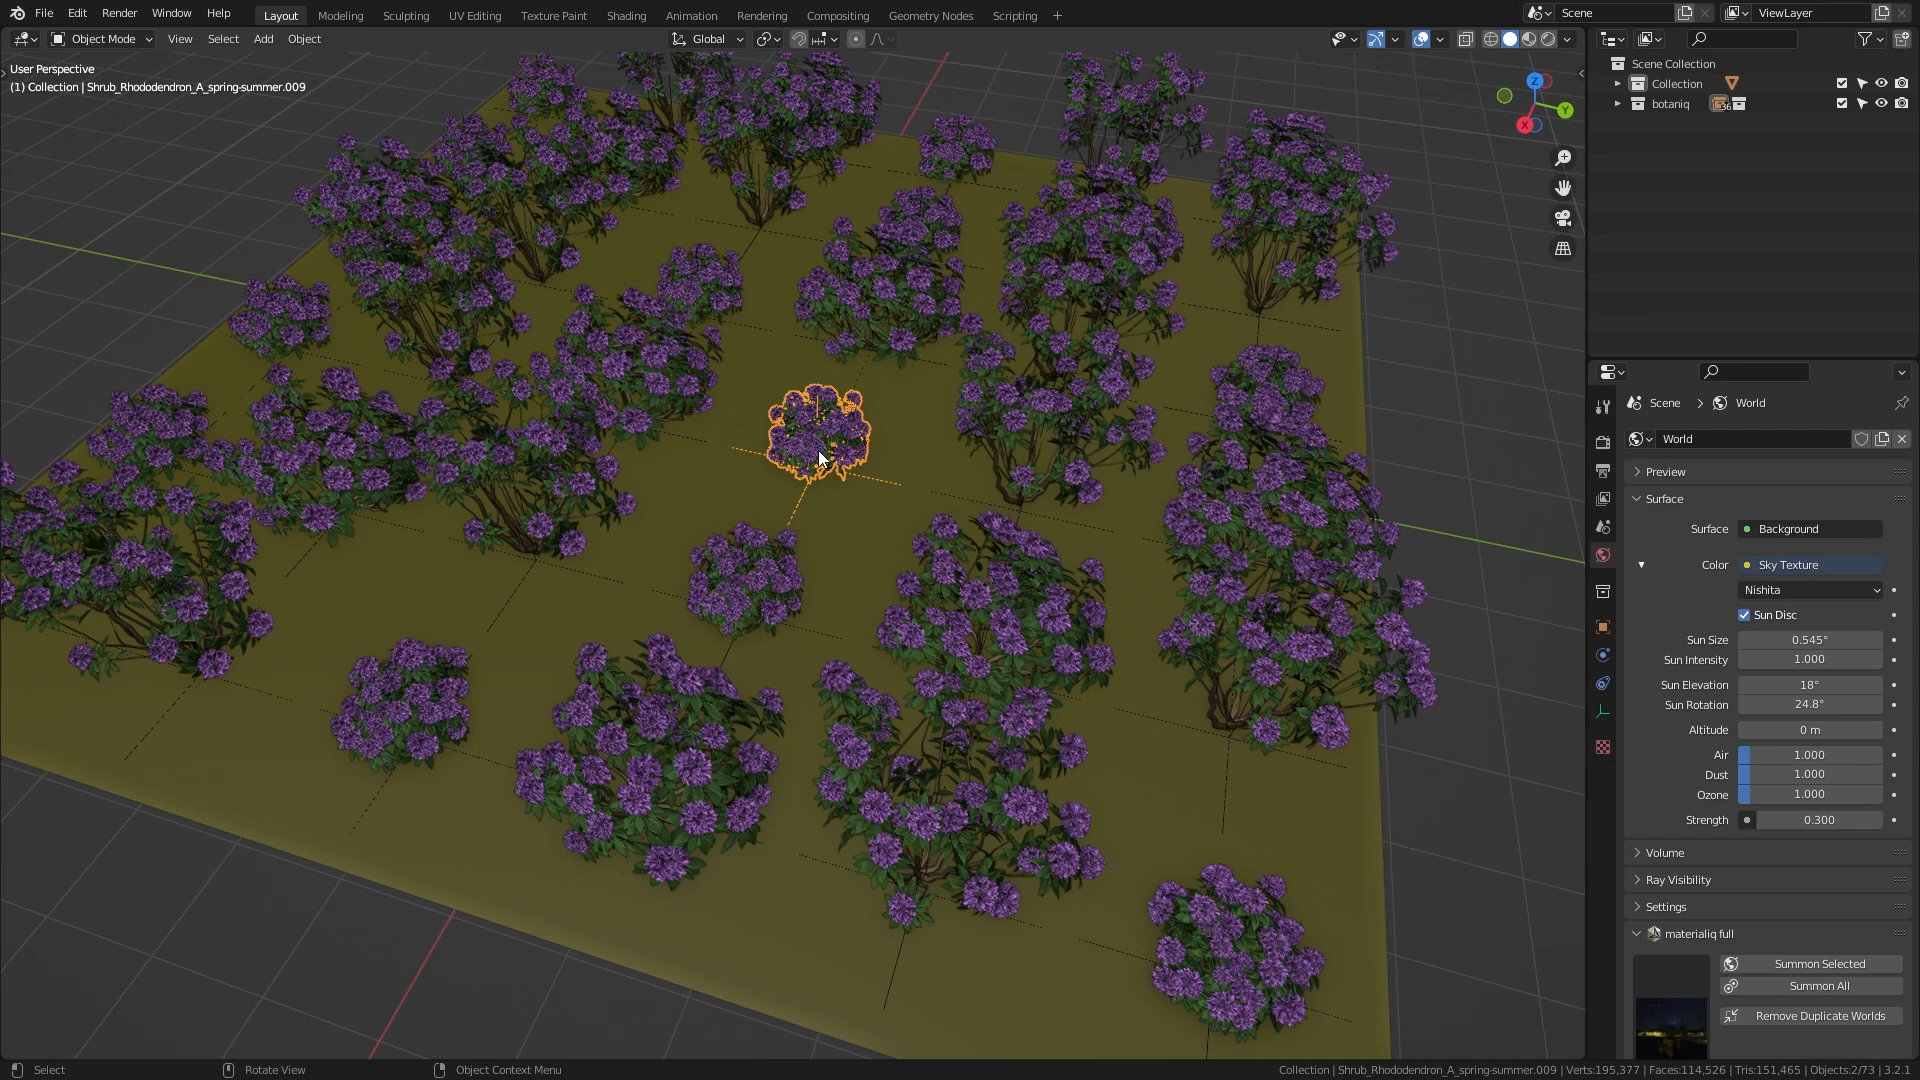 File Edit Render Window Help
Layout Modeling Sculpting UV Editing Texture Paint Shading Animation Rendering Compositing Geometry Nodes Scripting +
Scene
ViewLayer
Object Mode View Select Add Object
Global
User Perspective
(1) Collection | Shrub_Rhododendron_A_spring-summer.009
Z
Y
X
Scene Collection
Collection
botaniq
36
Scene > World
World
Preview
Surface
Surface Background
Color Sky Texture
Nishita
Sun Disc
Sun Size 0.545°
Sun Intensity 1.000
Sun Elevation 18°
Sun Rotation 24.8°
Altitude 0 m
Air 1.000
Dust 1.000
Ozone 1.000
Strength 0.300
Volume
Ray Visibility
Settings
materialiq full
Summon Selected
Summon All
Remove Duplicate Worlds
Select Rotate View Object Context Menu
Collection | Shrub_Rhododendron_A_spring-summer.009 | Verts:195,377 | Faces:114,526 | Tris:151,465 | Objects:2/73 | 3.2.1